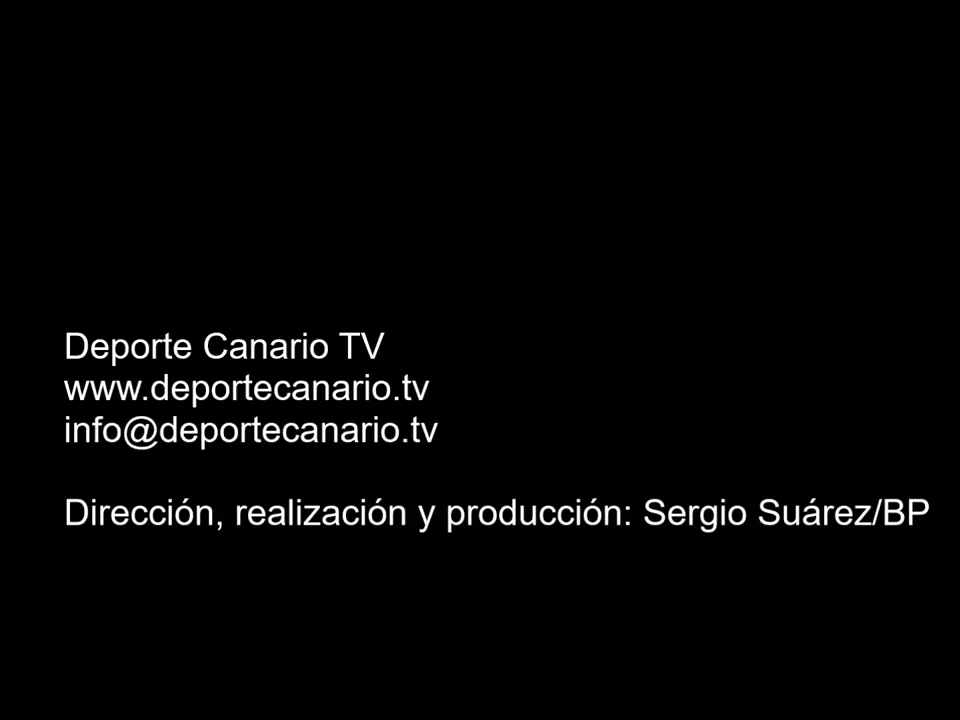 Deporte Canario TV
www.deportecanario.tv
info@deportecanario.tv
Dirección, realización y producción: Sergio Suárez/BP